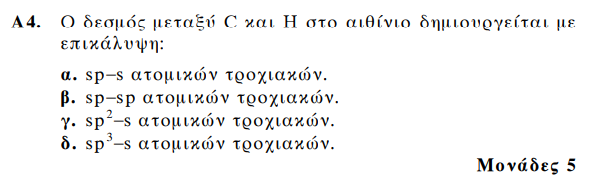 Α4. Ο δεσμός μεταξύ C και Η στο αιθίνιο δημιουργείται με
επικάλυψη:
α. sp–s ατομικών τροχιακών.
β. sp–sp ατομικών τροχιακών.
γ. sp²–s ατομικών τροχιακών.
δ. sp³–s ατομικών τροχιακών.
Μονάδες 5